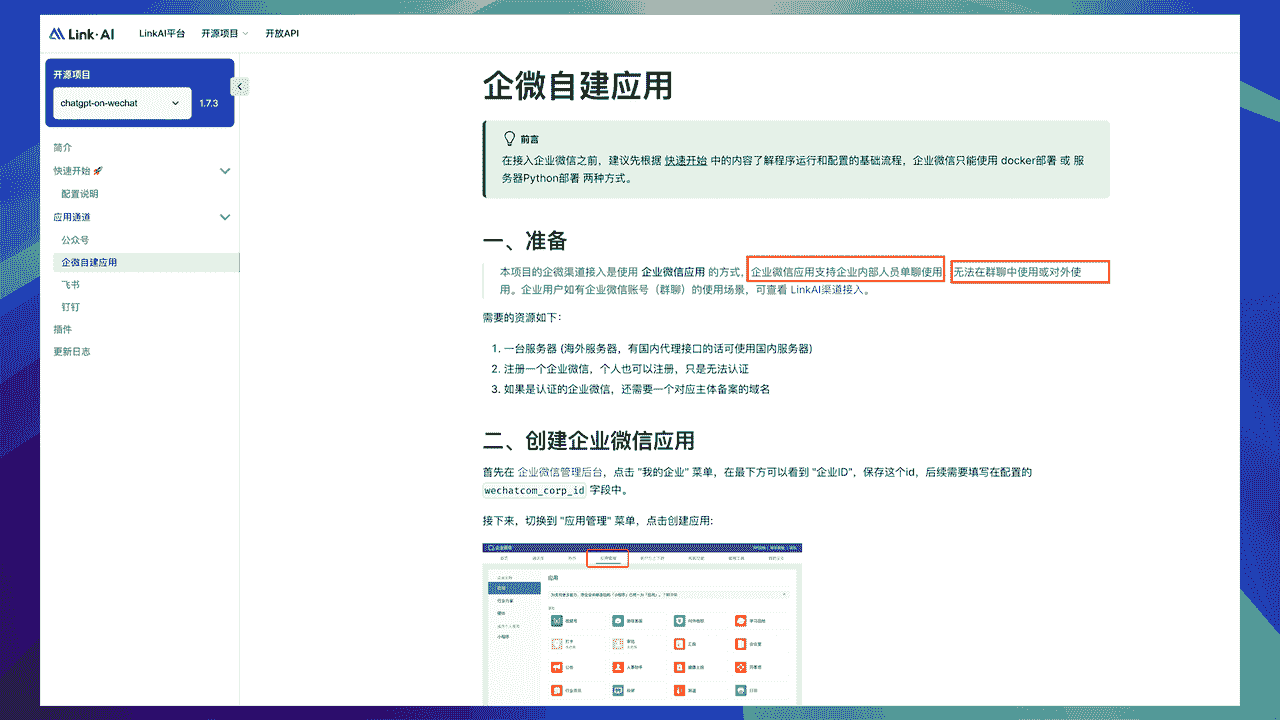 Link·AI
LinkAI平台 开源项目 开放API
开源项目
chatgpt-on-wechat 1.7.3
简介
快速开始 🚀
配置说明
应用通道
公众号
企微自建应用
飞书
钉钉
插件
更新日志
企微自建应用
前言
在接入企业微信之前，建议先根据 快速开始 中的内容了解程序运行和配置的基础流程，企业微信只能使用 docker部署 或 服
务器Python部署 两种方式。
一、准备
本项目的企微渠道接入是使用 企业微信应用 的方式，企业微信应用支持企业内部人员单聊使用，无法在群聊中使用或对外使
用。企业用户如有企业微信账号（群聊）的使用场景，可查看 LinkAI渠道接入。
需要的资源如下：
1. 一台服务器 (海外服务器，有国内代理接口的话可使用国内服务器)
2. 注册一个企业微信，个人也可以注册，只是无法认证
3. 如果是认证的企业微信，还需要一个对应主体备案的域名
二、创建企业微信应用
首先在 企业微信管理后台，点击 "我的企业" 菜单，在最下方可以看到 "企业ID"，保存这个id，后续需要填写在配置的
wechatcom_corp_id 字段中。
接下来，切换到 "应用管理" 菜单，点击创建应用:
应用管理
应用
小程序